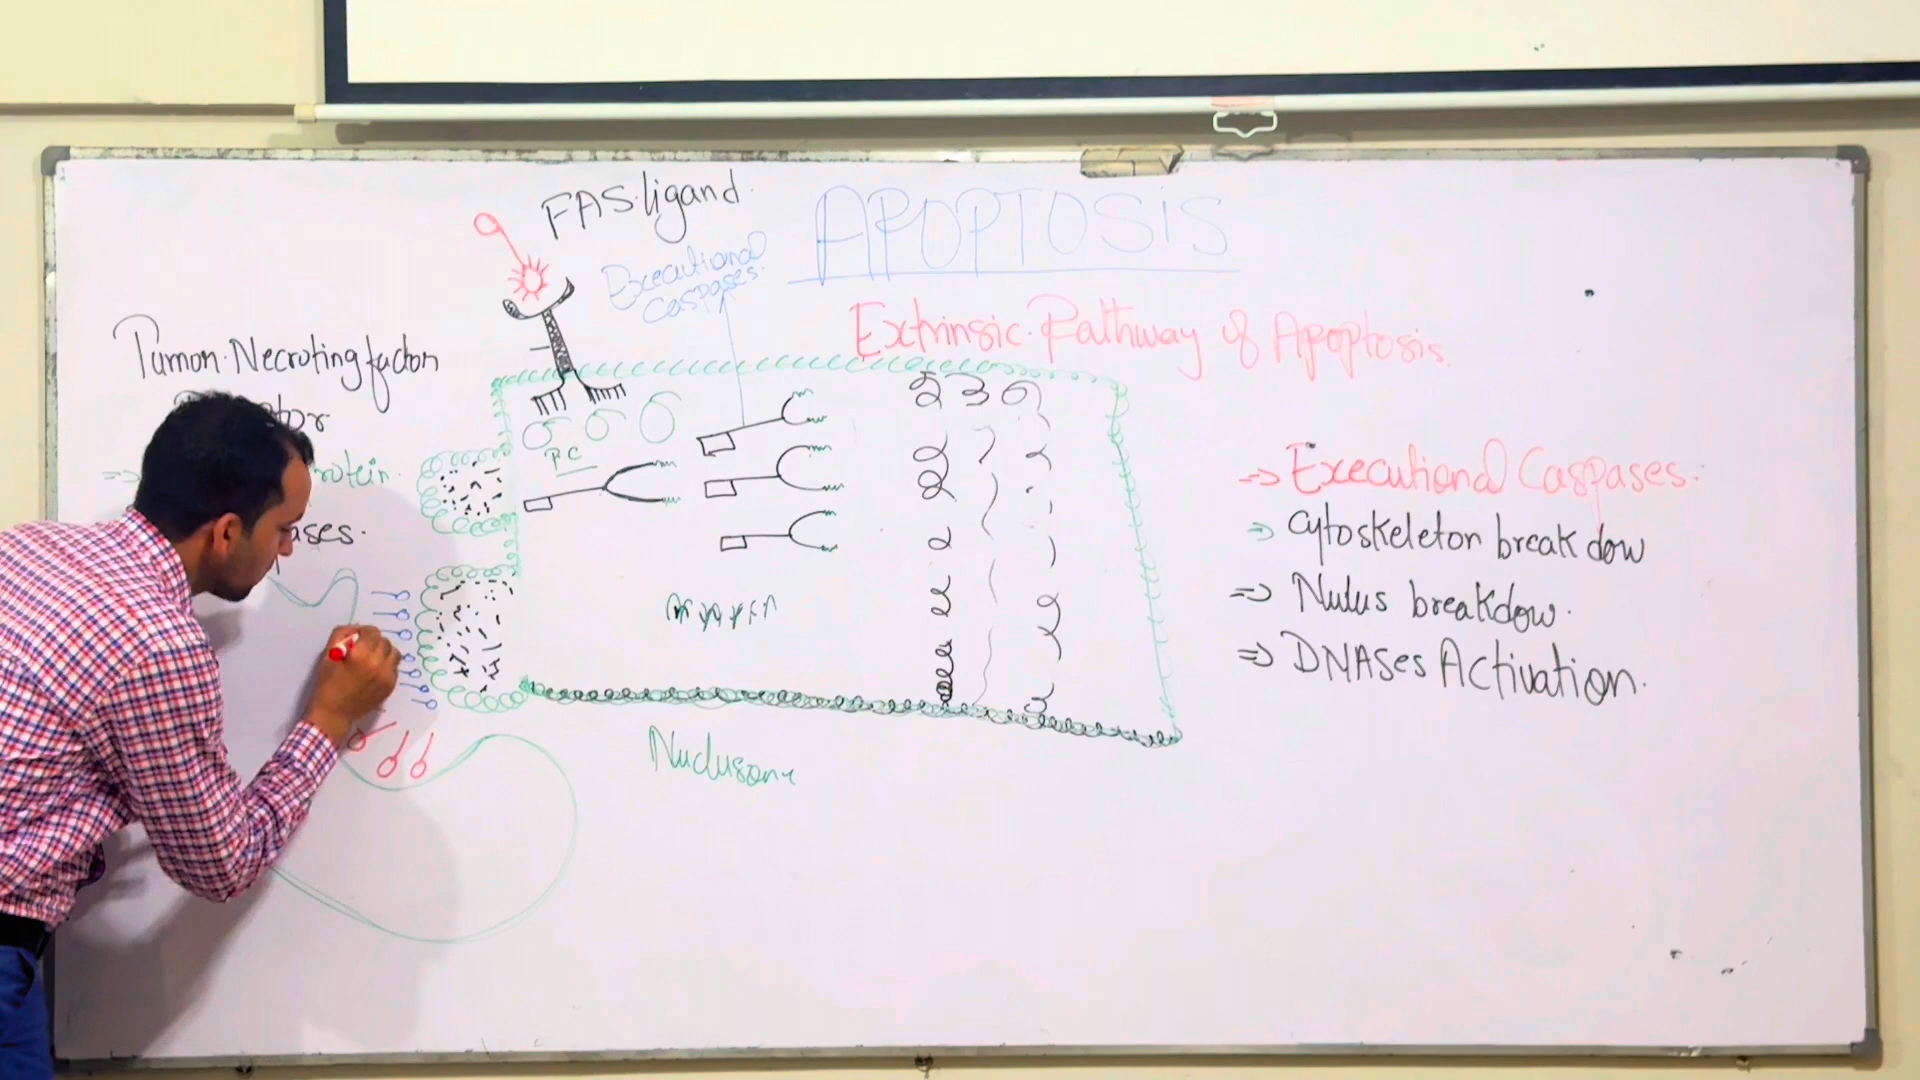 FAS ligand.
APOPTOSIS
Executional
Caspases.
Extrinsic Pathway of Apoptosis.
Tumor Necroting factor
PC
=> Executional Caspases.
=> Cytoskeleton break dow
=> Nulus breakdow.
=> DNAses Activation.